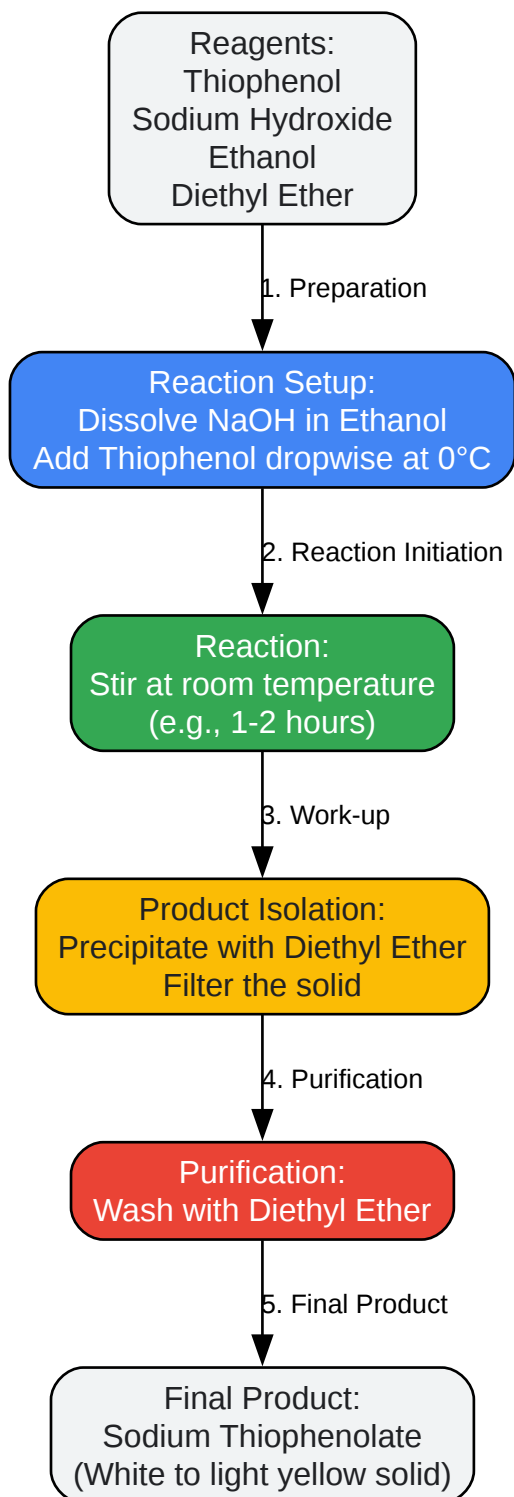 Reagents:
Thiophenol
Sodium Hydroxide
Ethanol
Diethyl Ether
1. Preparation
Reaction Setup:
Dissolve NaOH in Ethanol
Add Thiophenol dropwise at 0°C
2. Reaction Initiation
Reaction:
Stir at room temperature
(e.g., 1-2 hours)
3. Work-up
Product Isolation:
Precipitate with Diethyl Ether
Filter the solid
4. Purification
Purification:
Wash with Diethyl Ether
5. Final Product
Final Product:
Sodium Thiophenolate
(White to light yellow solid)